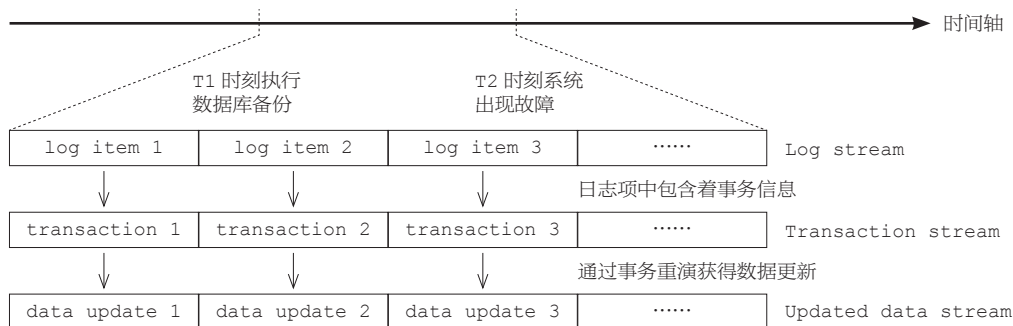 时间轴
T1 时刻执行
数据库备份
T2 时刻系统
出现故障
log item 1 log item 2 log item 3 …… Log stream
日志项中包含着事务信息
transaction 1 transaction 2 transaction 3 …… Transaction stream
通过事务重演获得数据更新
data update 1 data update 2 data update 3 …… Updated data stream